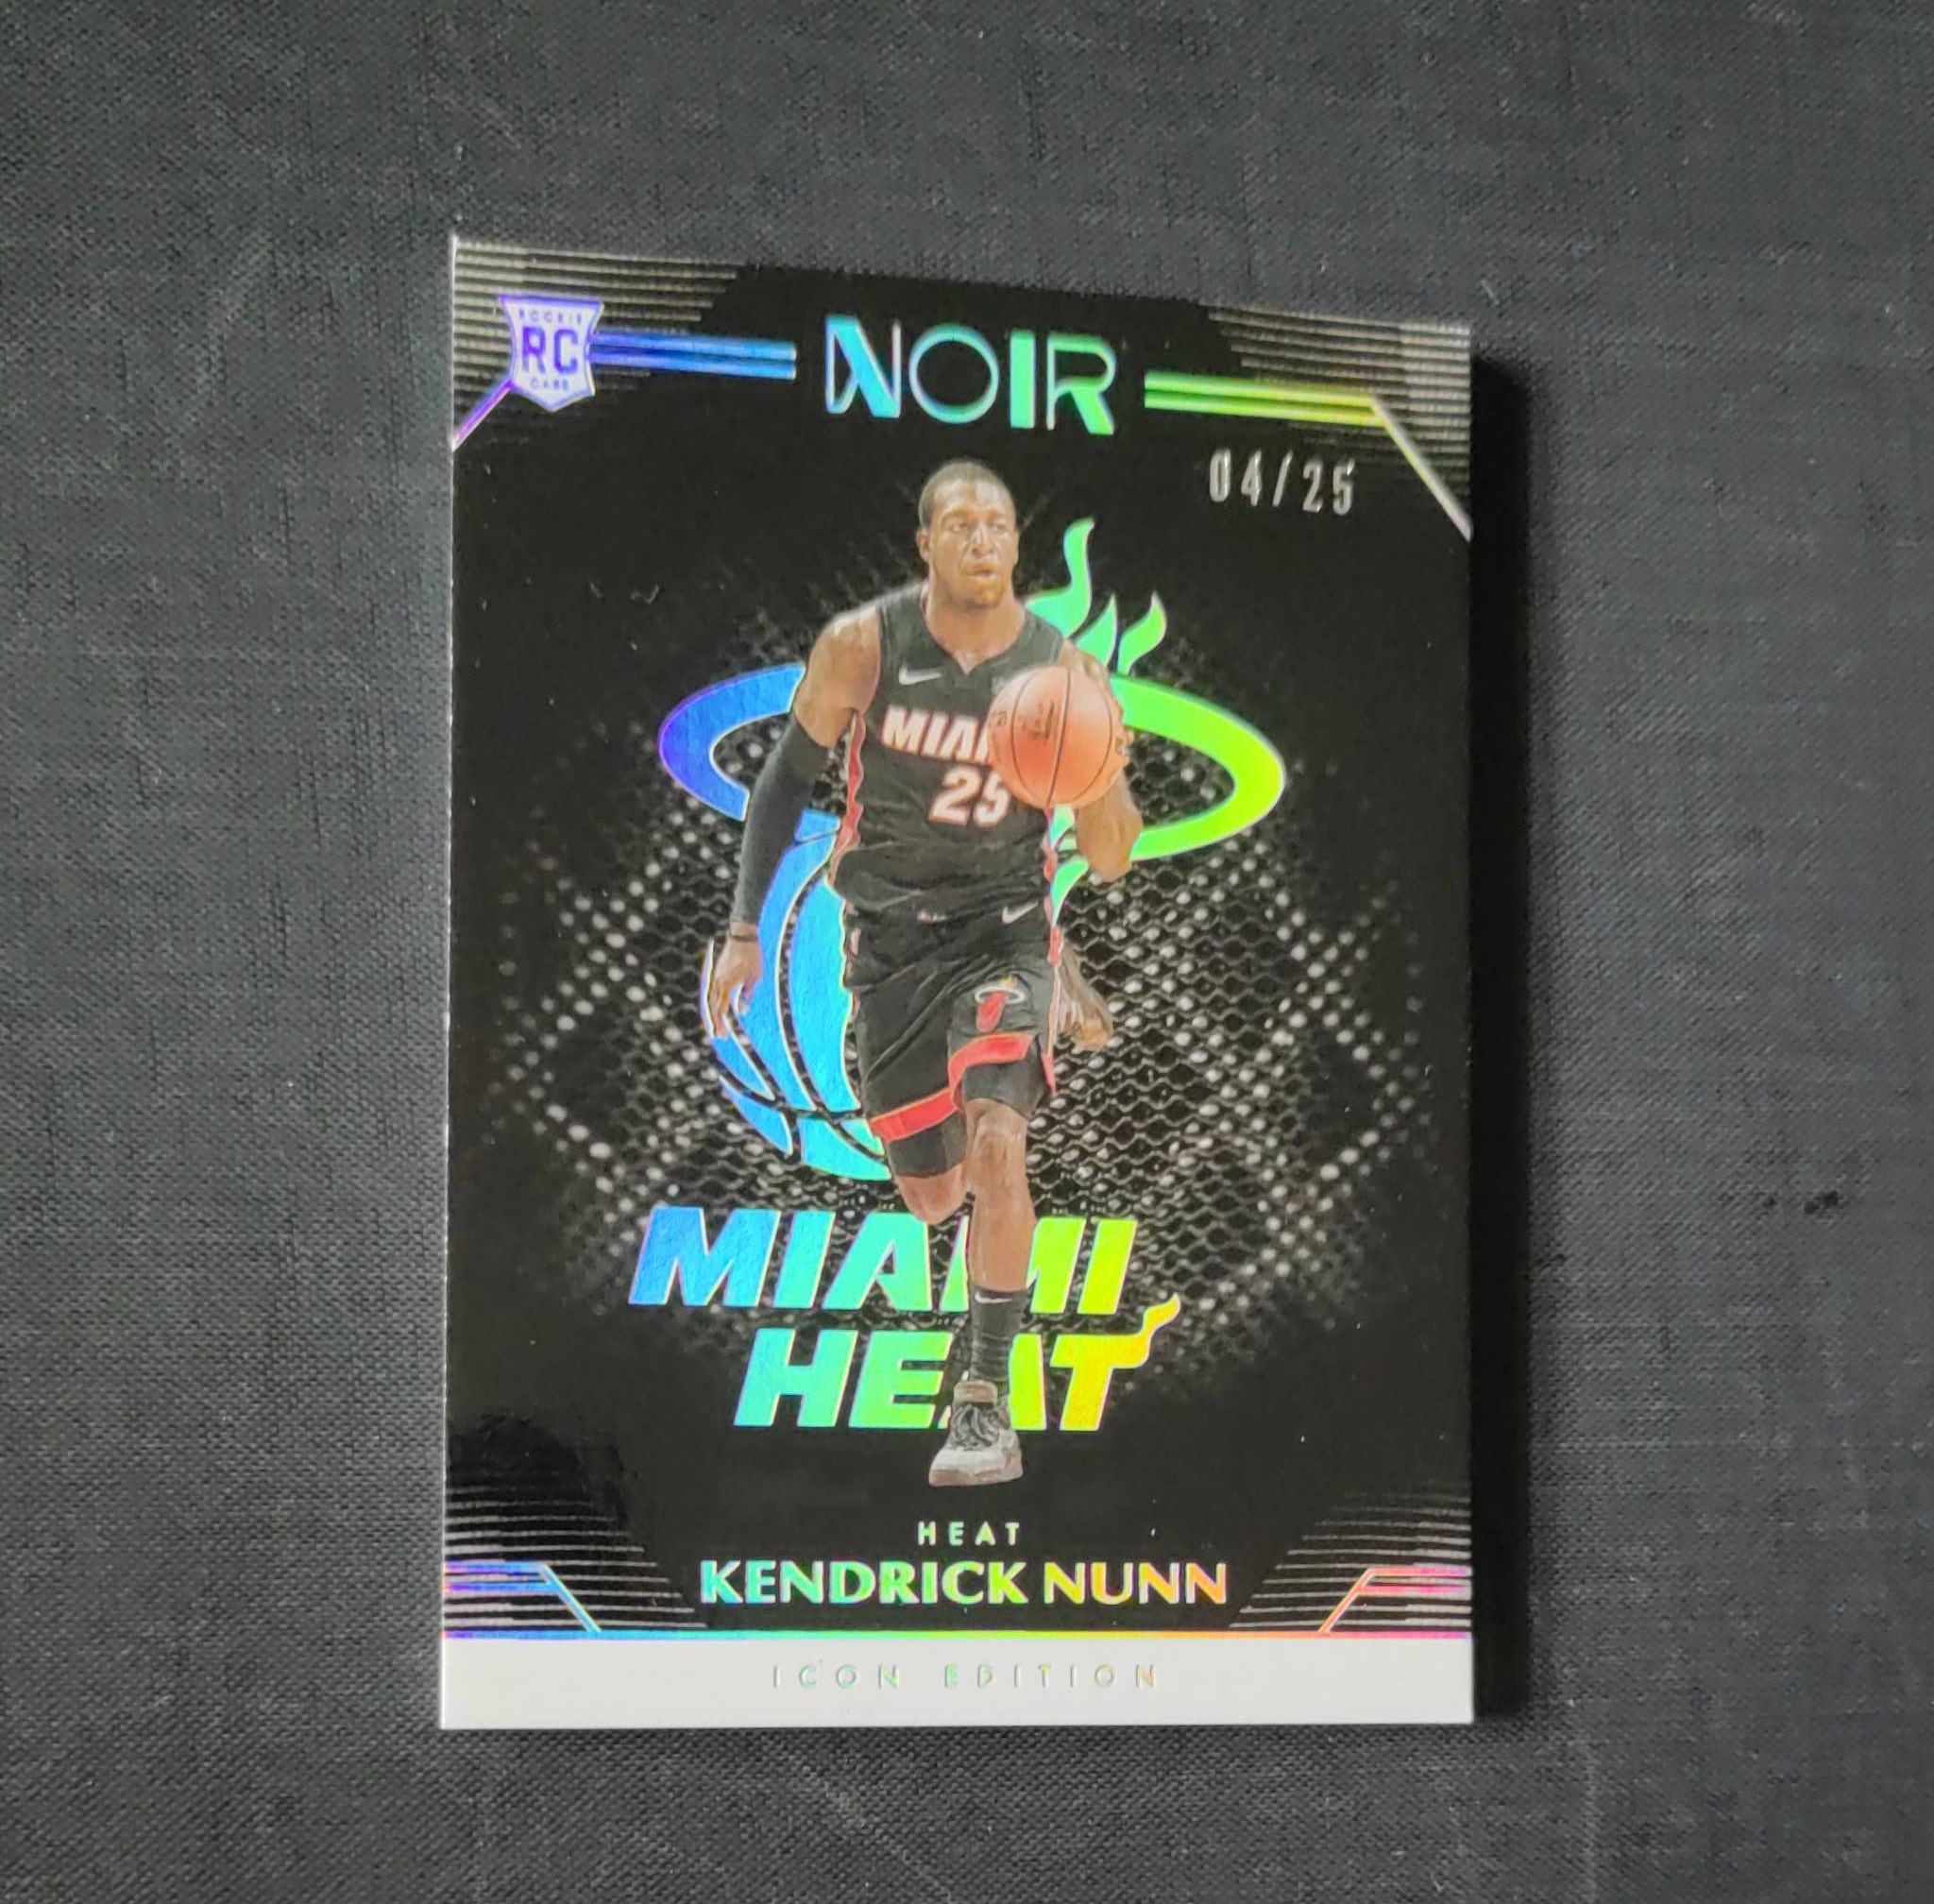 ROOKIE
RC
CARD
NOIR
04/25
MIAMI
25
MIAMI
HEAT
HEAT
KENDRICK NUNN
ICON EDITION